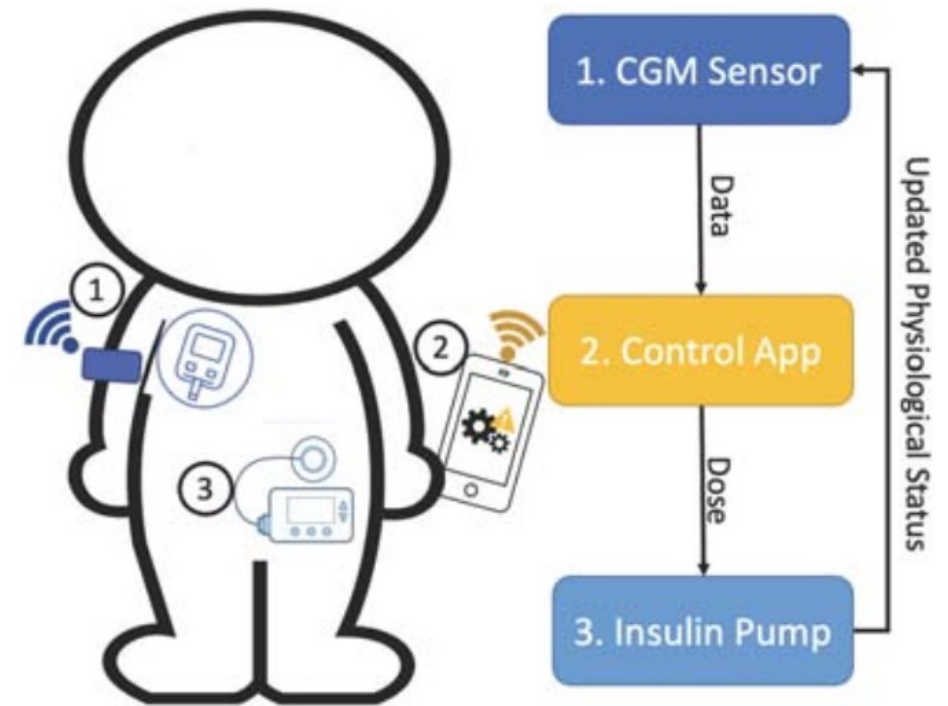 1. CGM Sensor
Data
Updated Physiological Status
1
2
2. Control App
3
Dose
3. Insulin Pump